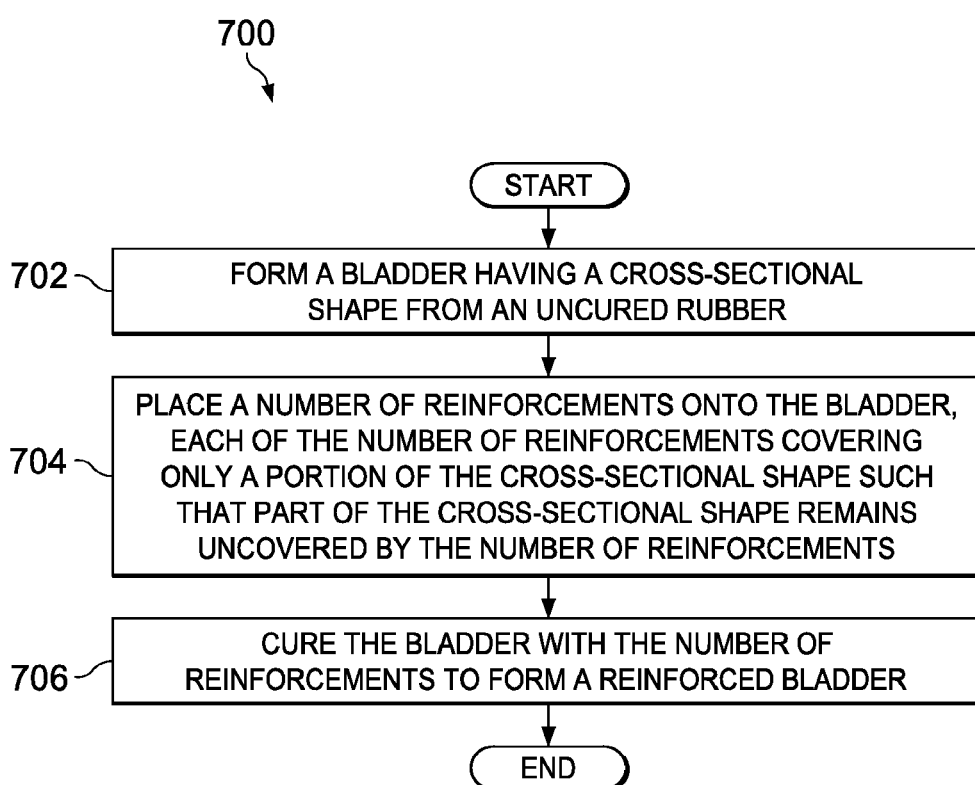 700
START
702
FORM A BLADDER HAVING A CROSS-SECTIONAL
SHAPE FROM AN UNCURED RUBBER
704
PLACE A NUMBER OF REINFORCEMENTS ONTO THE BLADDER,
EACH OF THE NUMBER OF REINFORCEMENTS COVERING
ONLY A PORTION OF THE CROSS-SECTIONAL SHAPE SUCH
THAT PART OF THE CROSS-SECTIONAL SHAPE REMAINS
UNCOVERED BY THE NUMBER OF REINFORCEMENTS
706
CURE THE BLADDER WITH THE NUMBER OF
REINFORCEMENTS TO FORM A REINFORCED BLADDER
END